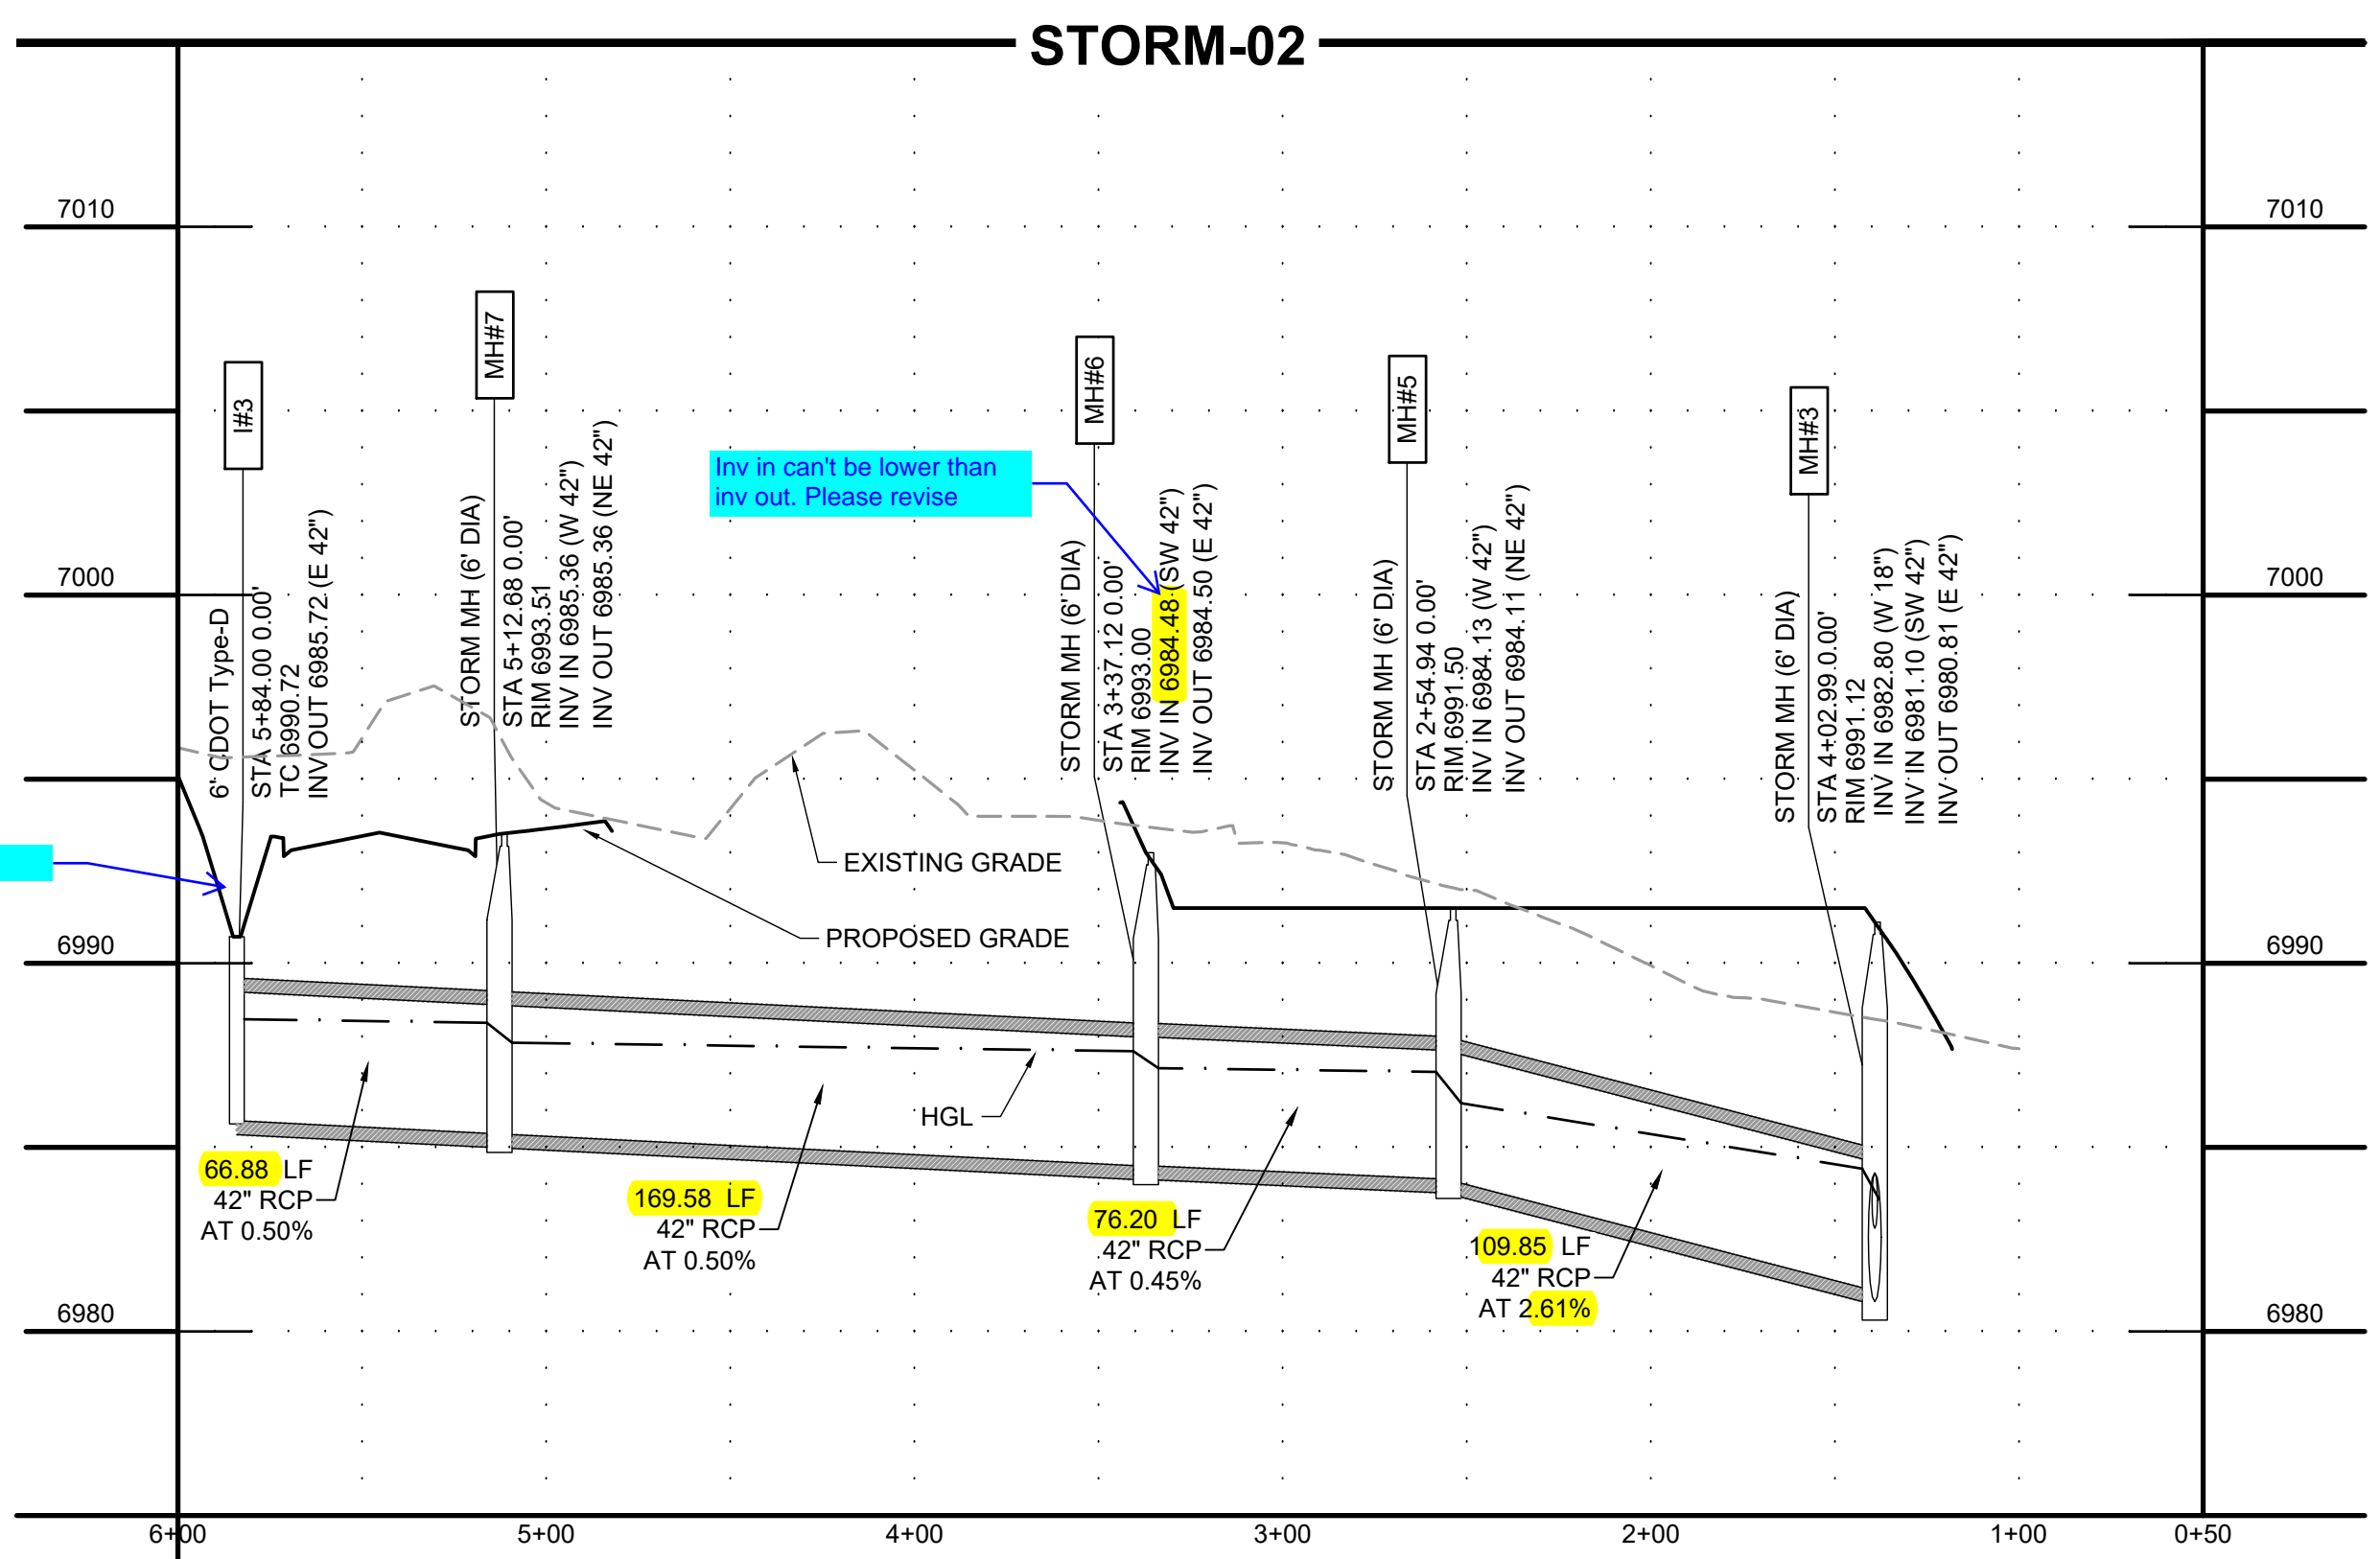 STORM-02
7010
7010
7000
7000
6990
6990
6980
6980
I#3
6' CDOT Type-D
STA 5+84.00 0.00'
TC 6990.72
INV OUT 6985.72 (E 42")
MH#7
STORM MH (6' DIA)
STA 5+12.68 0.00'
RIM 6993.51
INV IN 6985.36 (W 42")
INV OUT 6985.36 (NE 42")
Inv in can't be lower than
inv out. Please revise
MH#6
STORM MH (6' DIA)
STA 3+37.12 0.00'
RIM 6993.00
INV IN 6984.48 (SW 42")
INV OUT 6984.50 (E 42")
MH#5
STORM MH (6' DIA)
STA 2+54.94 0.00'
RIM 6991.50
INV IN 6984.13 (W 42")
INV OUT 6984.11 (NE 42")
MH#3
STORM MH (6' DIA)
STA 4+02.99 0.00'
RIM 6991.12
INV IN 6982.80 (W 18")
INV IN 6981.10 (SW 42")
INV OUT 6980.81 (E 42")
EXISTING GRADE
PROPOSED GRADE
HGL
66.88 LF
42" RCP
AT 0.50%
169.58 LF
42" RCP
AT 0.50%
76.20 LF
42" RCP
AT 0.45%
109.85 LF
42" RCP
AT 2.61%
6+00
5+00
4+00
3+00
2+00
1+00
0+50